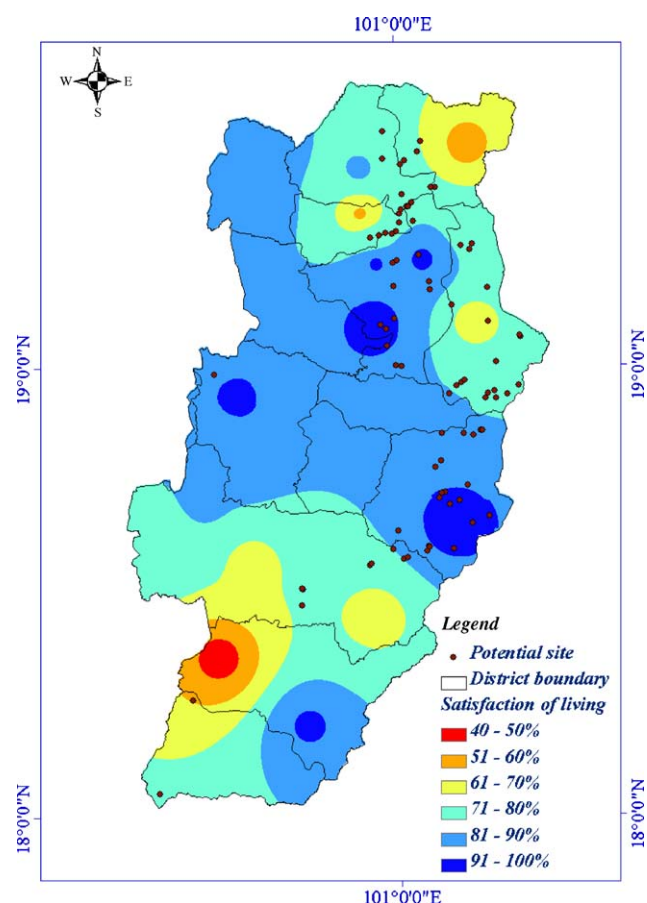 101°0'0"E
N
W E
S
19°0'0"N
19°0'0"N
Legend
Potential site
District boundary
Satisfaction of living
40 - 50%
51 - 60%
61 - 70%
71 - 80%
81 - 90%
91 - 100%
18°0'0"N
18°0'0"N
101°0'0"E